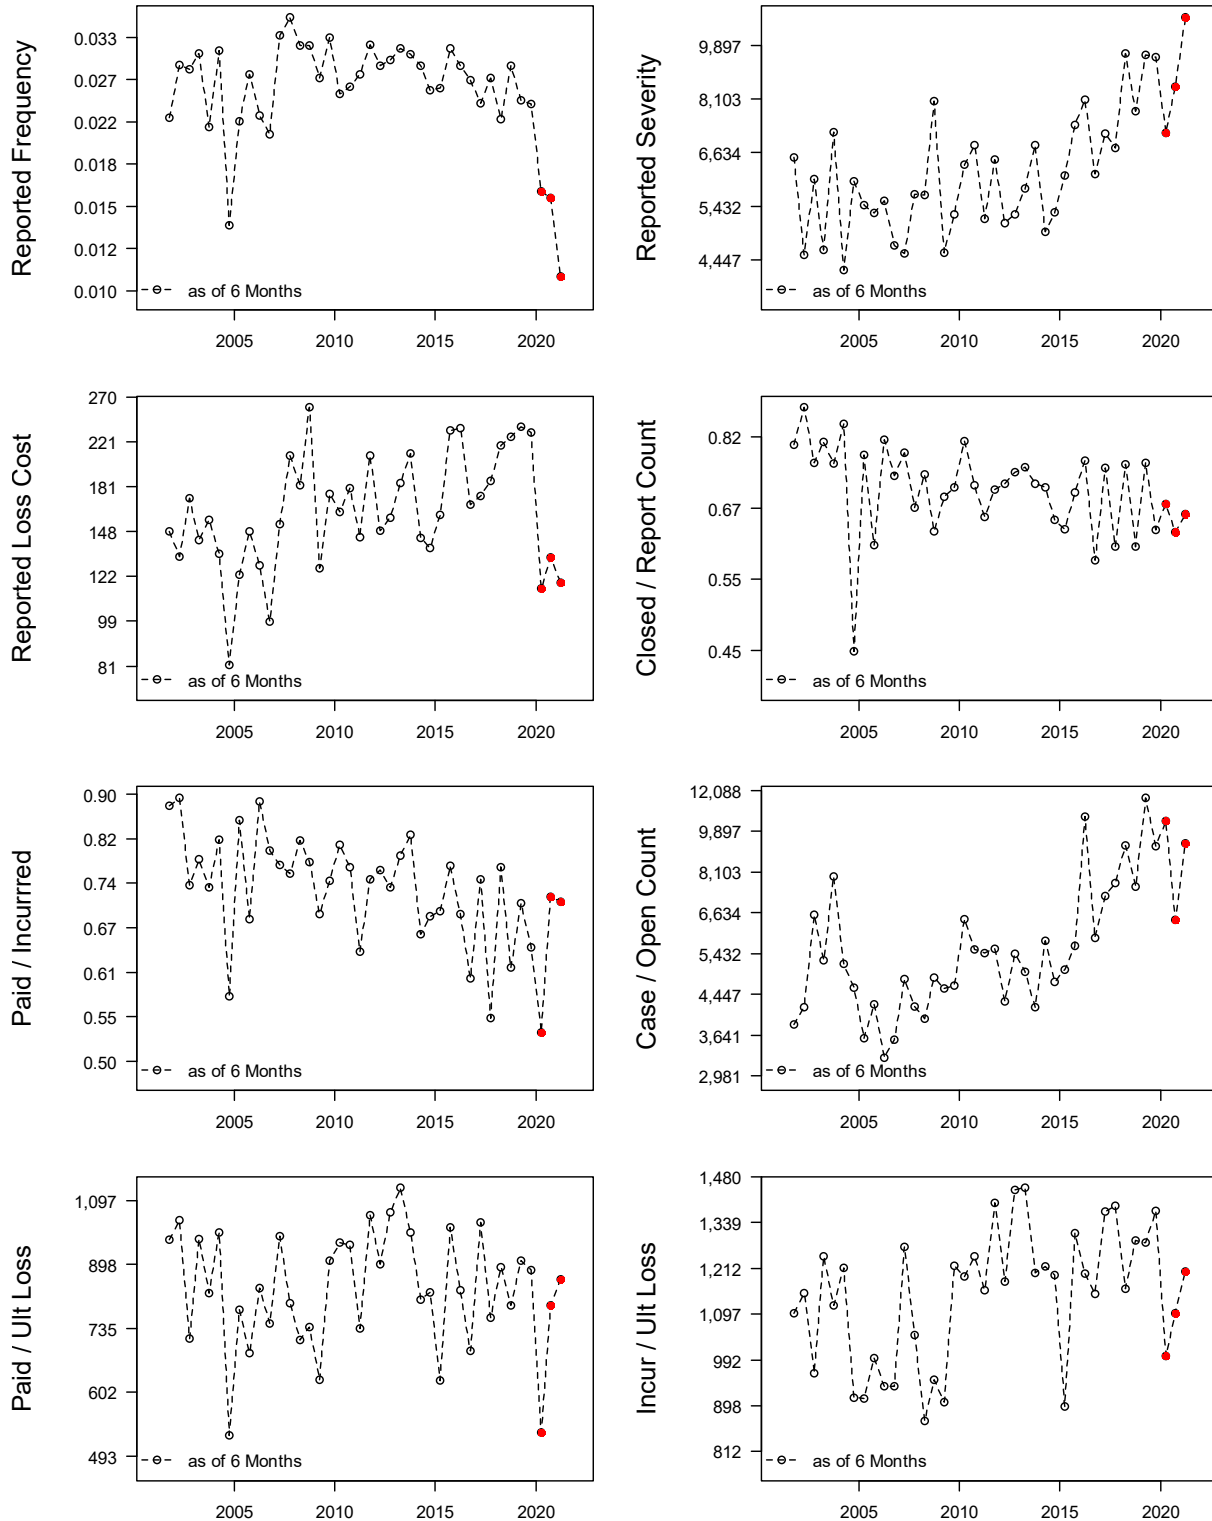 Reported Frequency
0.033
0.027
0.022
0.018
0.015
0.012
0.010
as of 6 Months
2005 2010 2015 2020
Reported Severity
9,897
8,103
6,634
5,432
4,447
as of 6 Months
2005 2010 2015 2020
Reported Loss Cost
270
221
181
148
122
99
81
as of 6 Months
2005 2010 2015 2020
Closed / Report Count
0.82
0.67
0.55
0.45
as of 6 Months
2005 2010 2015 2020
Paid / Incurrred
0.90
0.82
0.74
0.67
0.61
0.55
0.50
as of 6 Months
2005 2010 2015 2020
Case / Open Count
12,088
9,897
8,103
6,634
5,432
4,447
3,641
2,981
as of 6 Months
2005 2010 2015 2020
Paid / Ult Loss
1,097
898
735
602
493
as of 6 Months
2005 2010 2015 2020
Incur / Ult Loss
1,480
1,339
1,212
1,097
992
898
812
as of 6 Months
2005 2010 2015 2020